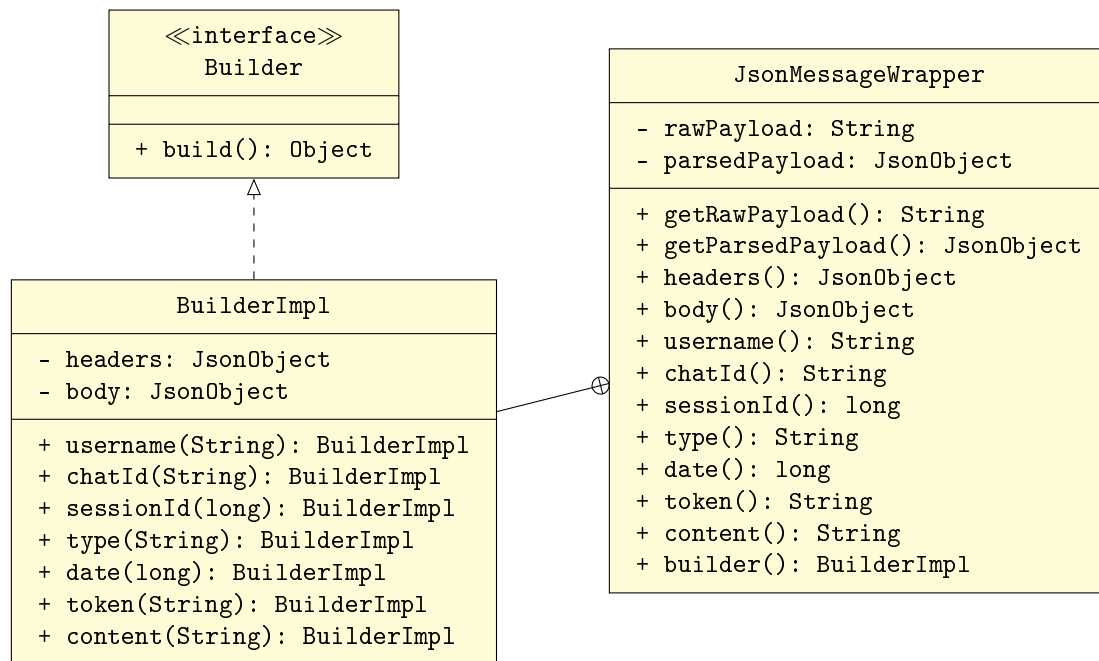 ≪interface≫
Builder
+ build(): Object
BuilderImpl
- headers: JsonObject
- body: JsonObject
+ username(String): BuilderImpl
+ chatId(String): BuilderImpl
+ sessionId(long): BuilderImpl
+ type(String): BuilderImpl
+ date(long): BuilderImpl
+ token(String): BuilderImpl
+ content(String): BuilderImpl
JsonMessageWrapper
- rawPayload: String
- parsedPayload: JsonObject
+ getRawPayload(): String
+ getParsedPayload(): JsonObject
+ headers(): JsonObject
+ body(): JsonObject
+ username(): String
+ chatId(): String
+ sessionId(): long
+ type(): String
+ date(): long
+ token(): String
+ content(): String
+ builder(): BuilderImpl